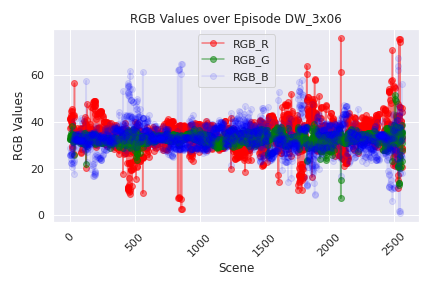 RGB Values over Episode DW_3x06
RGB Values
60
40
20
0
RGB_R
RGB_G
RGB_B
0
500
1000
1500
2000
2500
Scene